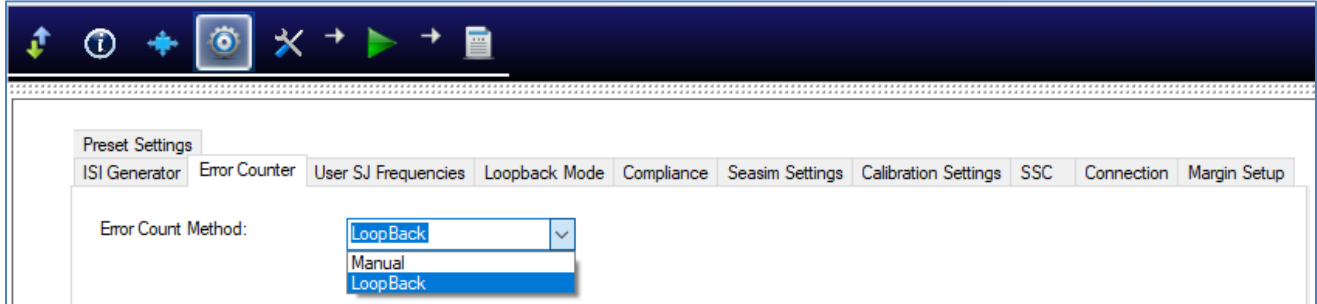 Preset Settings
ISI Generator Error Counter User SJ Frequencies Loopback Mode Compliance Seasim Settings Calibration Settings SSC Connection Margin Setup
Error Count Method: LoopBack
Manual
LoopBack